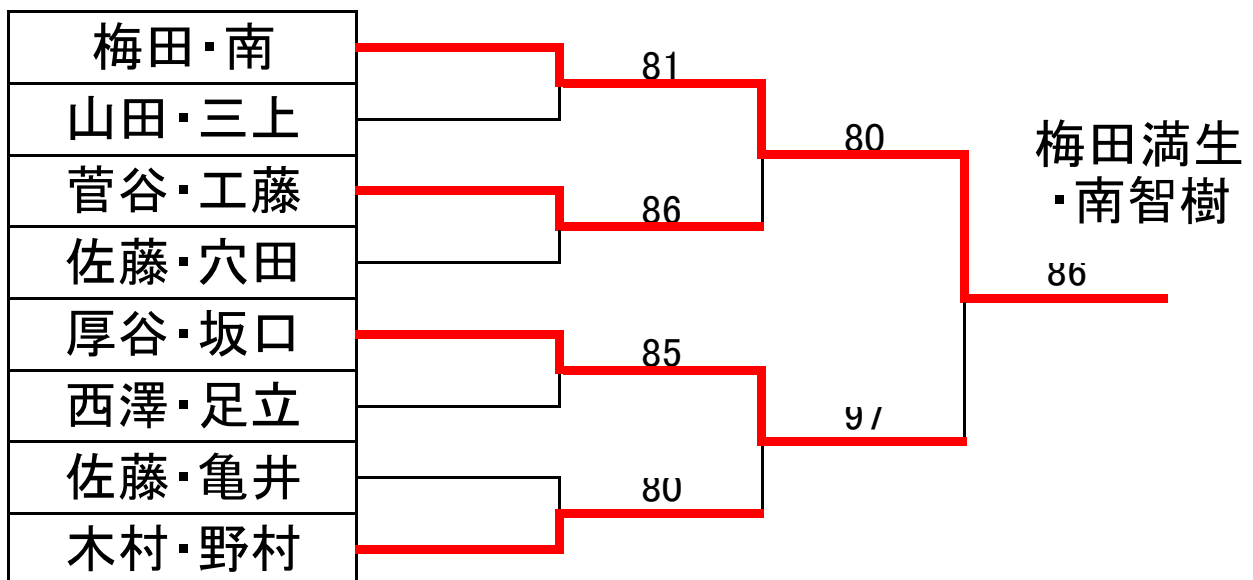 梅田・南
山田・三上
菅谷・工藤
佐藤・穴田
厚谷・坂口
西澤・足立
佐藤・亀井
木村・野村
81
86
85
80
80
97
86
梅田満生
・南智樹